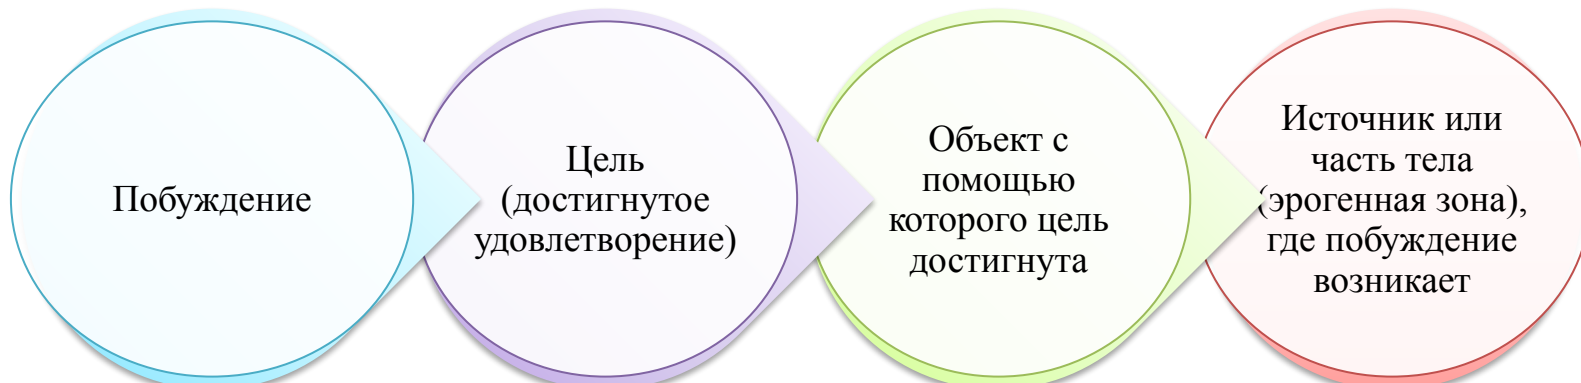 Побуждение
Цель
(достигнутое
удовлетворение)
Объект с
помощью
которого цель
достигнута
Источник или
часть тела
(эрогенная зона),
где побуждение
возникает